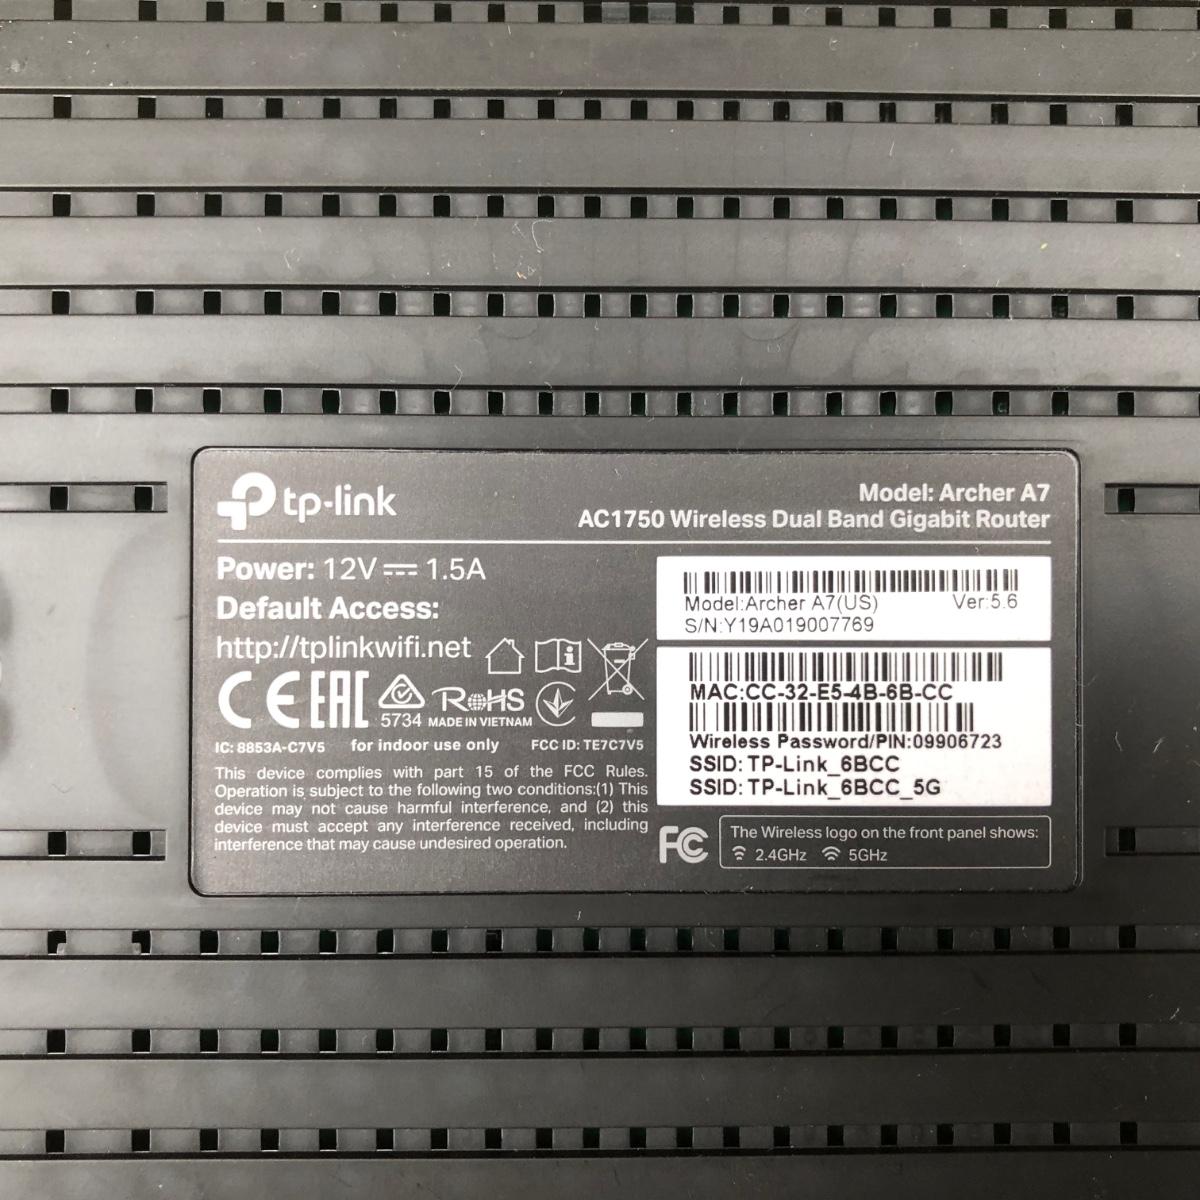 tp-link
Model: Archer A7
AC1750 Wireless Dual Band Gigabit Router
Power: 12V⎓1.5A
Default Access:
http://tplinkwifi.net
CE EAC 5734 RoHS
MADE IN VIETNAM
IC: 8853A-C7V5 for indoor use only FCC ID: TE7C7V5
This device complies with part 15 of the FCC Rules.
Operation is subject to the following two conditions:(1) This
device may not cause harmful interference, and (2) this
device must accept any interference received, including
interference that may cause undesired operation.
Model:Archer A7(US) Ver:5.6
S/N:Y19A019007769
MAC:CC-32-E5-4B-6B-CC
Wireless Password/PIN:09906723
SSID: TP-Link_6BCC
SSID: TP-Link_6BCC_5G
FC
The Wireless logo on the front panel shows:
2.4GHz 5GHz